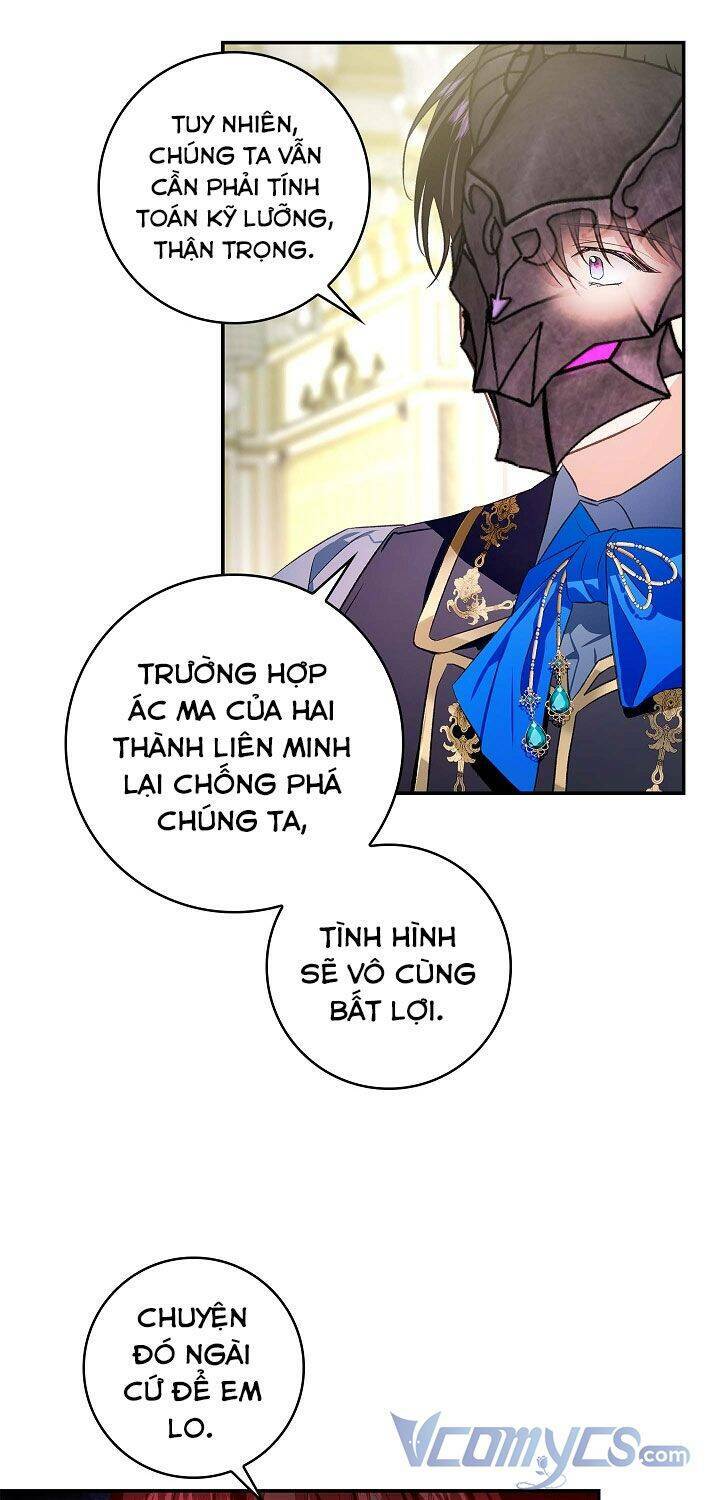 TUY NHIÊN,
CHÚNG TA VẪN
CẦN PHẢI TÍNH
TOÁN KỸ LƯỠNG,
THẬN TRỌNG.
TRƯỜNG HỢP
ÁC MA CỦA HAI
THÀNH LIÊN MINH
LẠI CHỐNG PHÁ
CHÚNG TA,
TÌNH HÌNH
SẼ VÔ CÙNG
BẤT LỢI.
CHUYỆN
ĐÓ NGÀI
CỨ ĐỂ EM
LO.
VCOMYCS.com